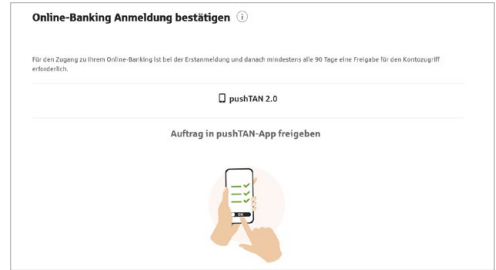 Online-Banking Anmeldung bestätigen
Für den Zugang zu Ihrem Online-Banking ist bei der Erstanmeldung und danach mindestens alle 90 Tage eine Freigabe für den Kontozugriff
erforderlich.
pushTAN 2.0
Auftrag in pushTAN-App freigeben
OK